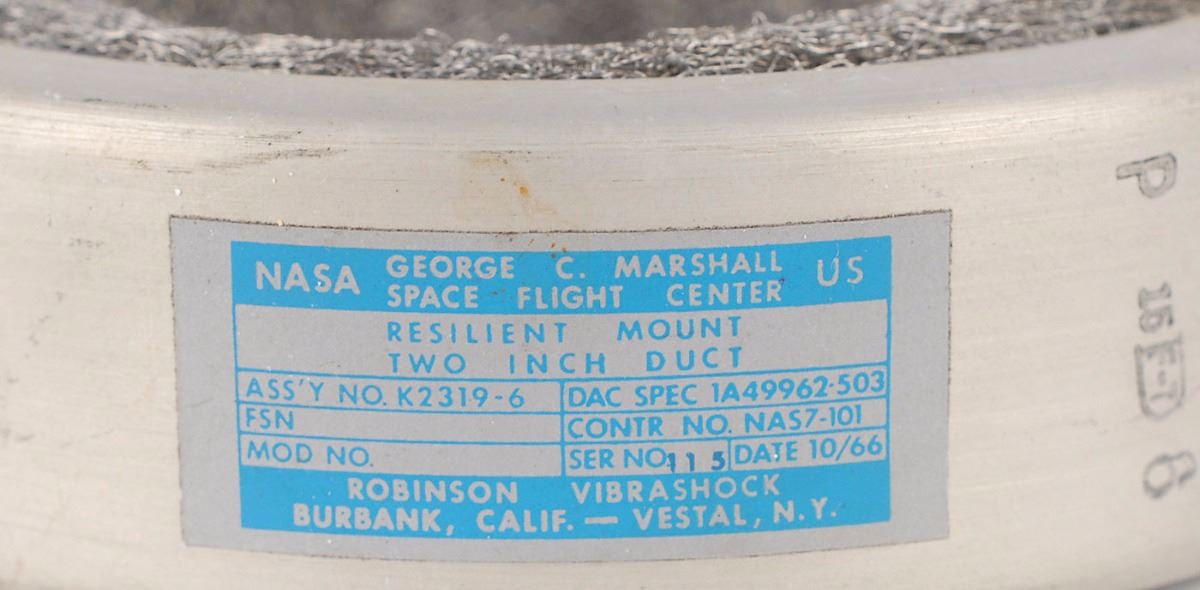 NASA GEORGE C. MARSHALL US
SPACE FLIGHT CENTER
RESILIENT MOUNT
TWO INCH DUCT
ASS'Y NO. K2319-6 DAC SPEC 1A49962-503
FSN CONTR NO. NAS7-101
MOD NO. SER NO. 115 DATE 10/66
ROBINSON VIBRASHOCK
BURBANK, CALIF. — VESTAL, N.Y.
P 15 E-T 6